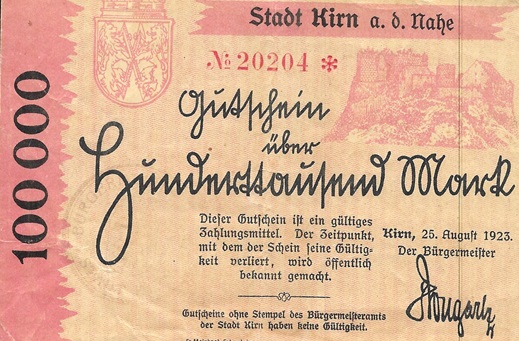 Stadt Kirn a. d. Nahe
№ 20204 *
100 000
Gutschein
über
Hunderttausend Mark
Dieser Gutschein ist ein gültiges
Zahlungsmittel. Der Zeitpunkt,
mit dem der Schein seine Gültig-
keit verliert, wird öffentlich
bekannt gemacht.
Kirn, 25. August 1923.
Der Bürgermeister
Gutscheine ohne Stempel des Bürgermeisteramts
der Stadt Kirn haben keine Gültigkeit.